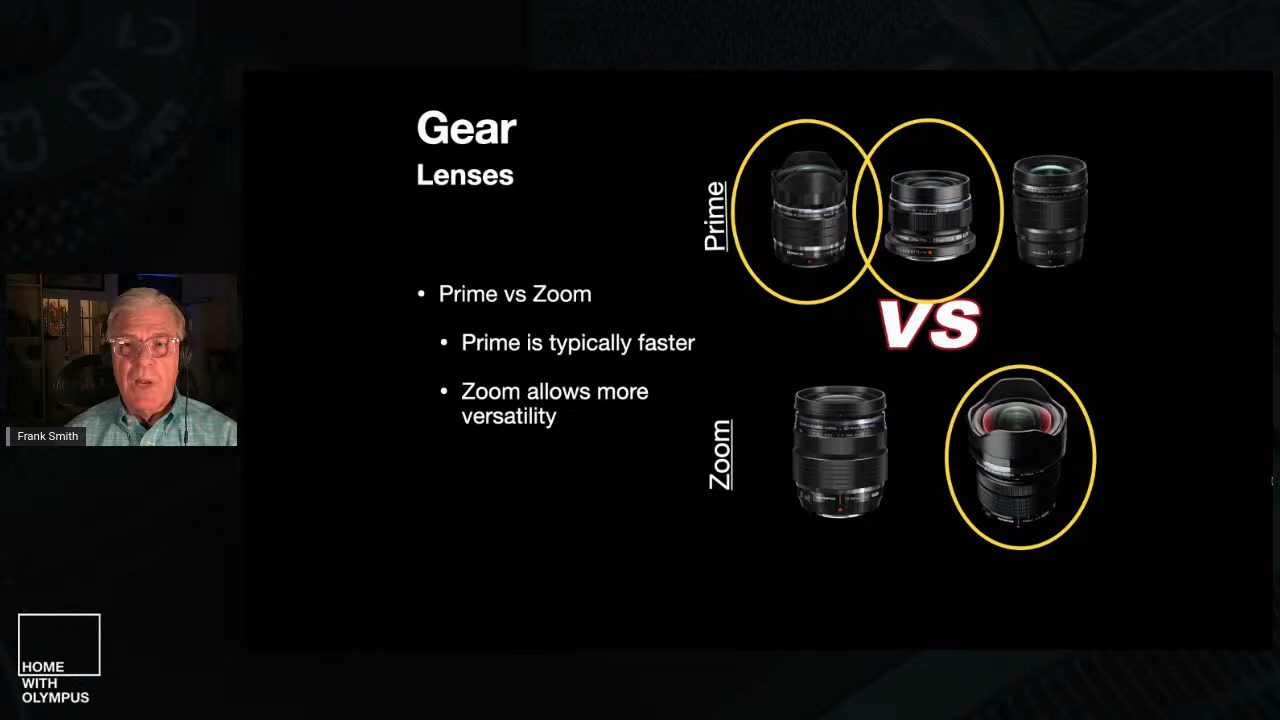 Gear
Lenses
Prime
• Prime vs Zoom
VS
• Prime is typically faster
• Zoom allows more
versatility
Zoom
Frank Smith
HOME
WITH
OLYMPUS